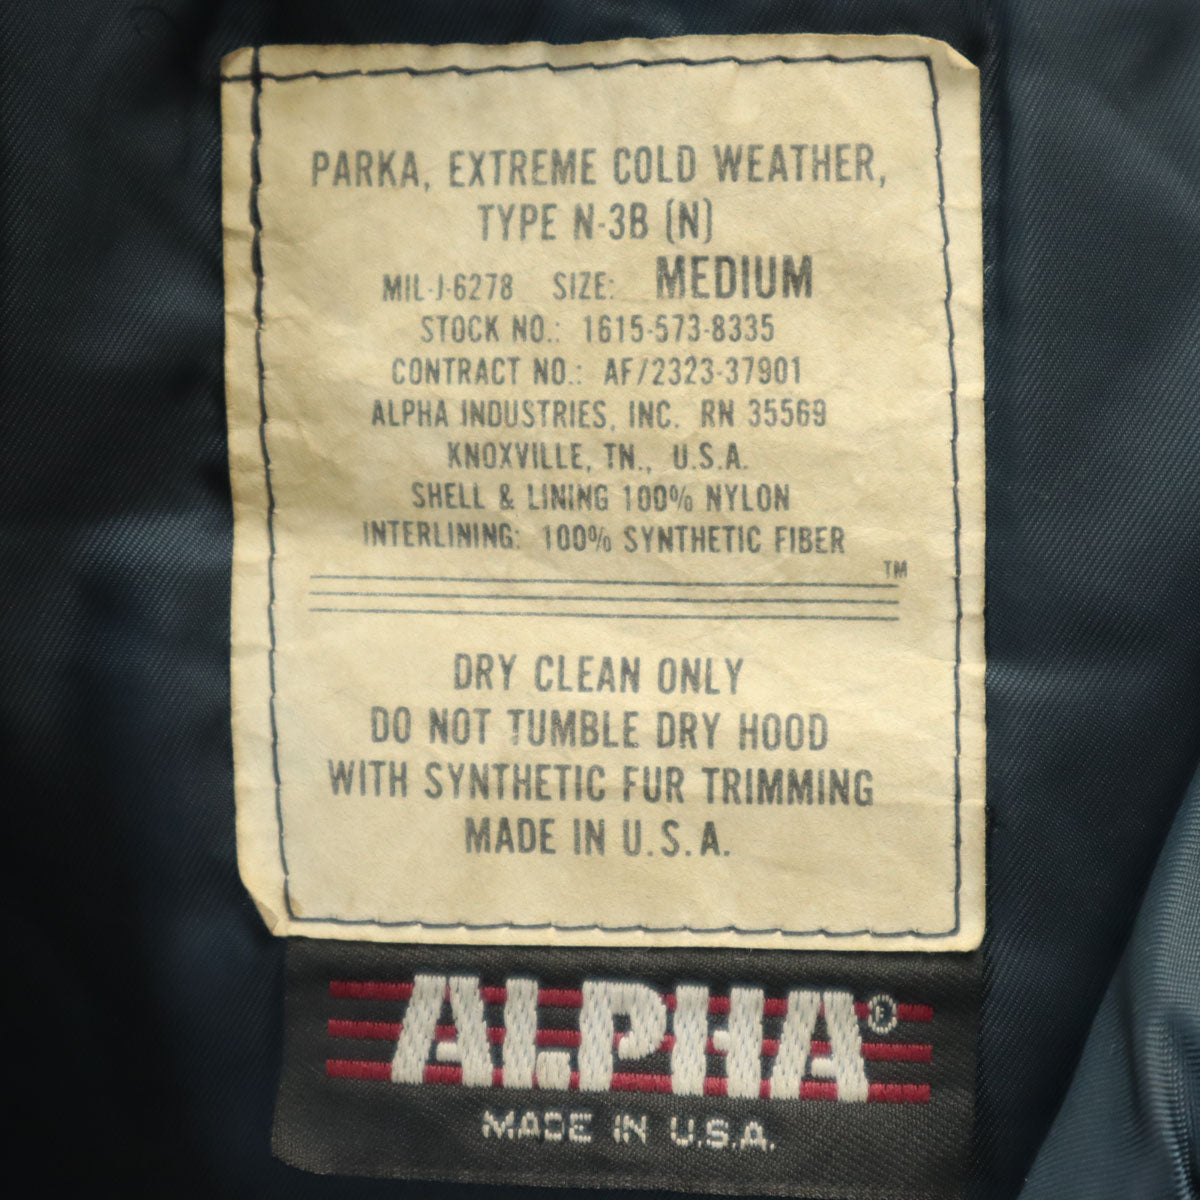 PARKA, EXTREME COLD WEATHER,
TYPE N-3B (N)
MIL-J-6278 SIZE: MEDIUM
STOCK NO.: 1615-573-8335
CONTRACT NO.: AF/2323-37901
ALPHA INDUSTRIES, INC. RN 35569
KNOXVILLE, TN., U.S.A.
SHELL & LINING 100% NYLON
INTERLINING: 100% SYNTHETIC FIBER
TM
DRY CLEAN ONLY
DO NOT TUMBLE DRY HOOD
WITH SYNTHETIC FUR TRIMMING
MADE IN U.S.A.
ALPHA®
MADE IN U.S.A.